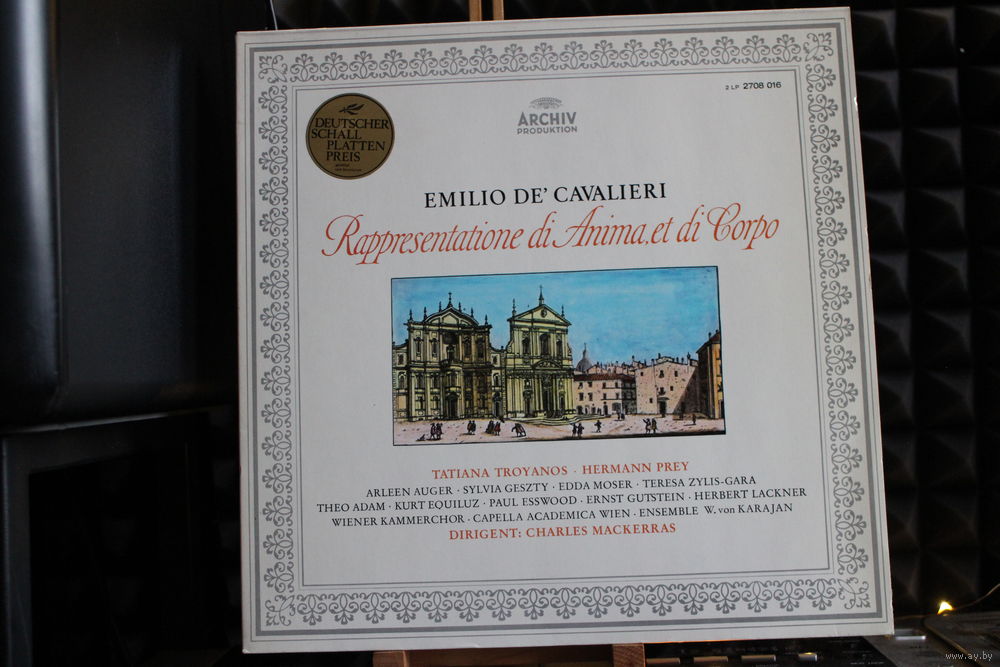 2 LP 2708 016
DEUTSCHER
SCHALL
PLATTEN
PREIS
ARCHIV
PRODUKTION
EMILIO DE' CAVALIERI
Rappresentatione di Anima, et di Corpo
TATIANA TROYANOS · HERMANN PREY
ARLEEN AUGER · SYLVIA GESZTY · EDDA MOSER · TERESA ZYLIS-GARA
THEO ADAM · KURT EQUILUZ · PAUL ESSWOOD · ERNST GUTSTEIN · HERBERT LACKNER
WIENER KAMMERCHOR · CAPELLA ACADEMICA WIEN · ENSEMBLE W. von KARAJAN
DIRIGENT: CHARLES MACKERRAS
www.ay.by